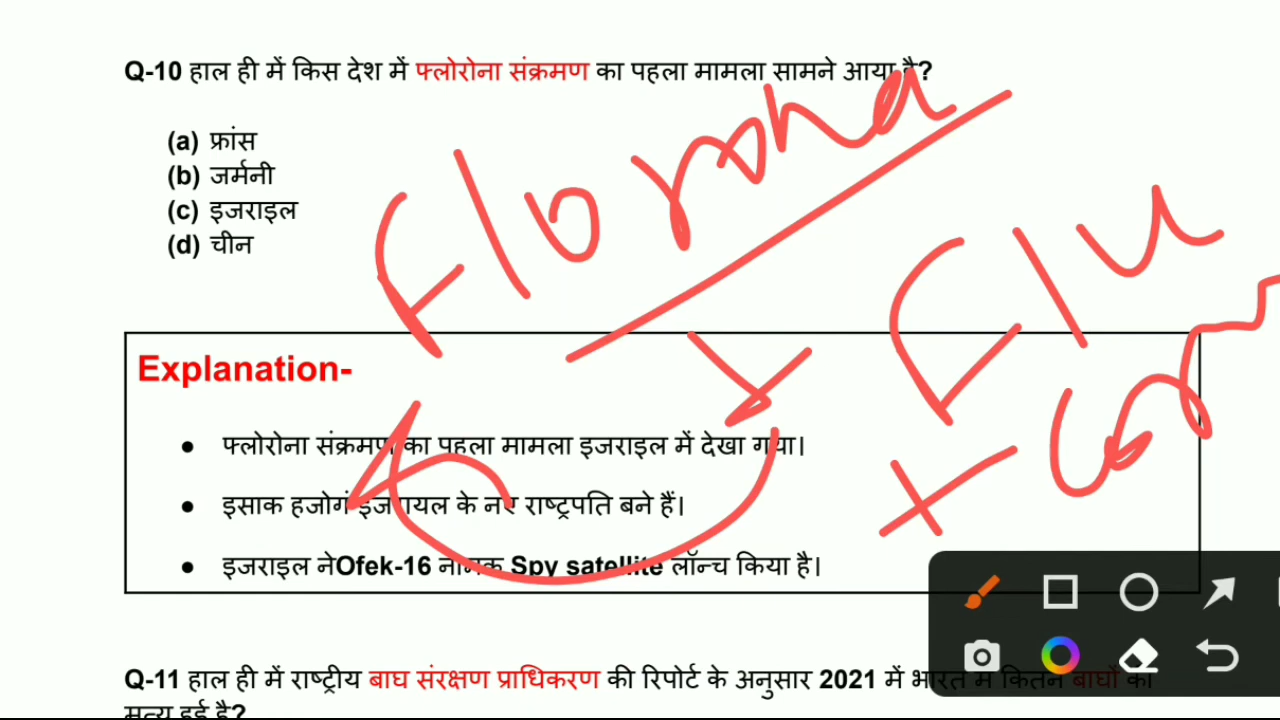 Q-10 हाल ही में किस देश में फ्लोरोना संक्रमण का पहला मामला सामने आया है?
(a) फ्रांस
(b) जर्मनी
(c) इजराइल
(d) चीन
Florona
Flu
+ Coro
Explanation-
● फ्लोरोना संक्रमण का पहला मामला इजराइल में देखा गया।
● इसाक हजोगं इजरायल के नए राष्ट्रपति बने हैं।
● इजराइल नेOfek-16 नामक Spy satellite लॉन्च किया है।
Q-11 हाल ही में राष्ट्रीय बाघ संरक्षण प्राधिकरण की रिपोर्ट के अनुसार 2021 में भारत में कितने बाघों की
मृत्यु हुई है?